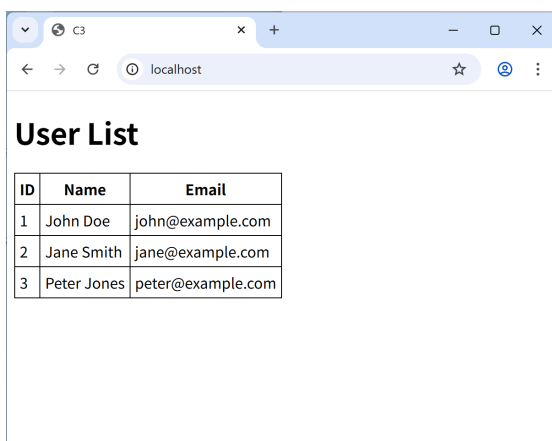 C3
localhost
User List
ID Name Email
1 John Doe john@example.com
2 Jane Smith jane@example.com
3 Peter Jones peter@example.com